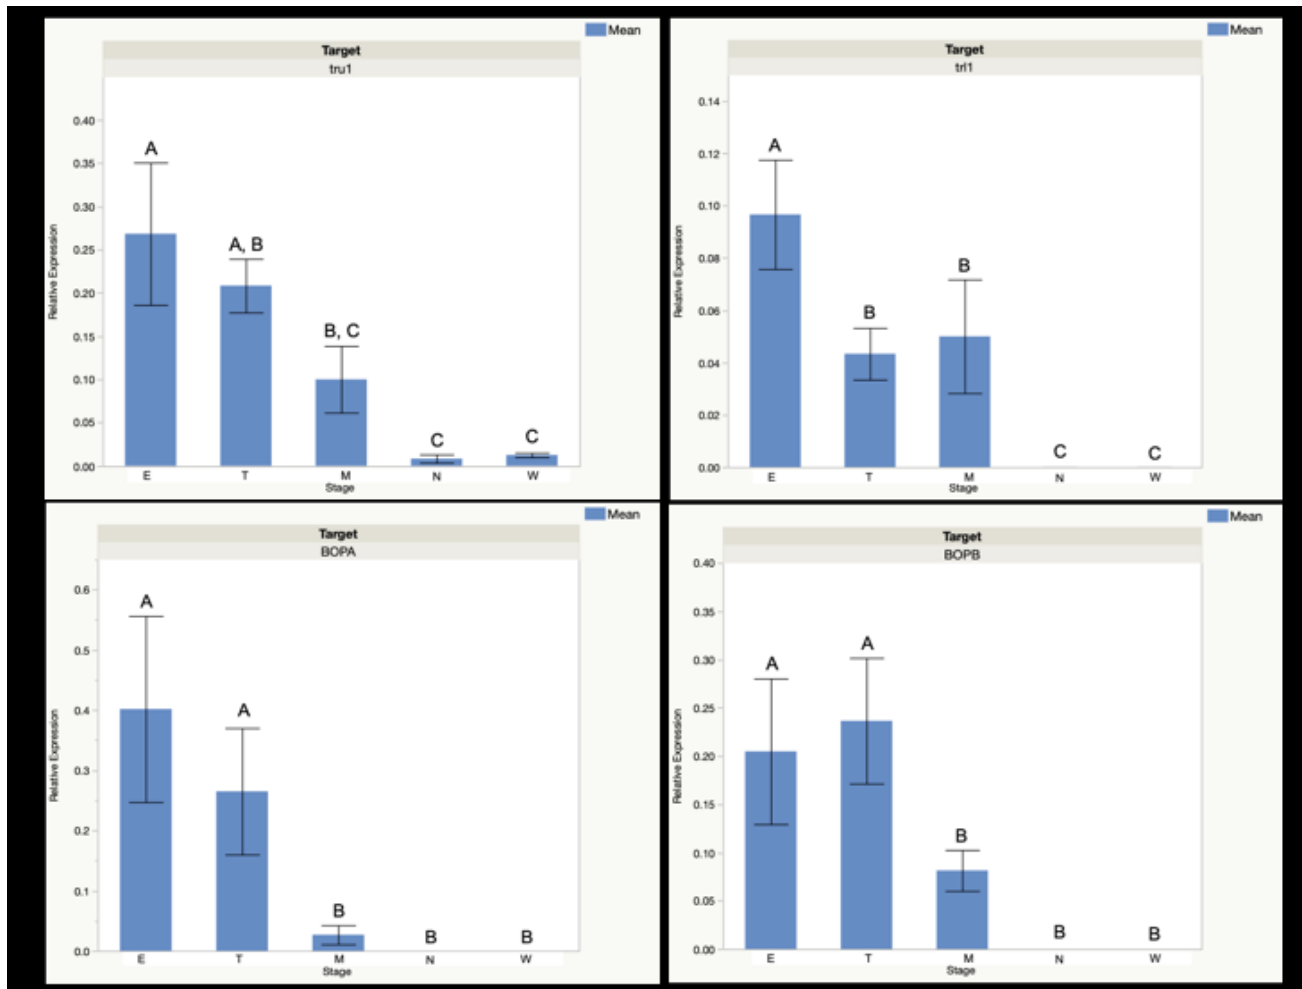 Mean
Target
tru1
0.40
A
0.35
0.30
A, B
0.25
0.20
B, C
0.15
0.10
0.05
C
C
0.00
Relative Expression
E T M N W
Stage
Mean
Target
trl1
0.14
A
0.12
0.10
B
0.08
0.06
B
0.04
0.02
C
C
0.00
Relative Expression
E T M N W
Stage
Mean
Target
BOPA
A
0.6
0.5
A
0.4
0.3
0.2
0.1
B
B
B
0.0
Relative Expression
E T M N W
Stage
Mean
Target
BOPB
0.40
0.35
A
A
0.30
0.25
0.20
0.15
B
0.10
0.05
B
B
0.00
Relative Expression
E T M N W
Stage